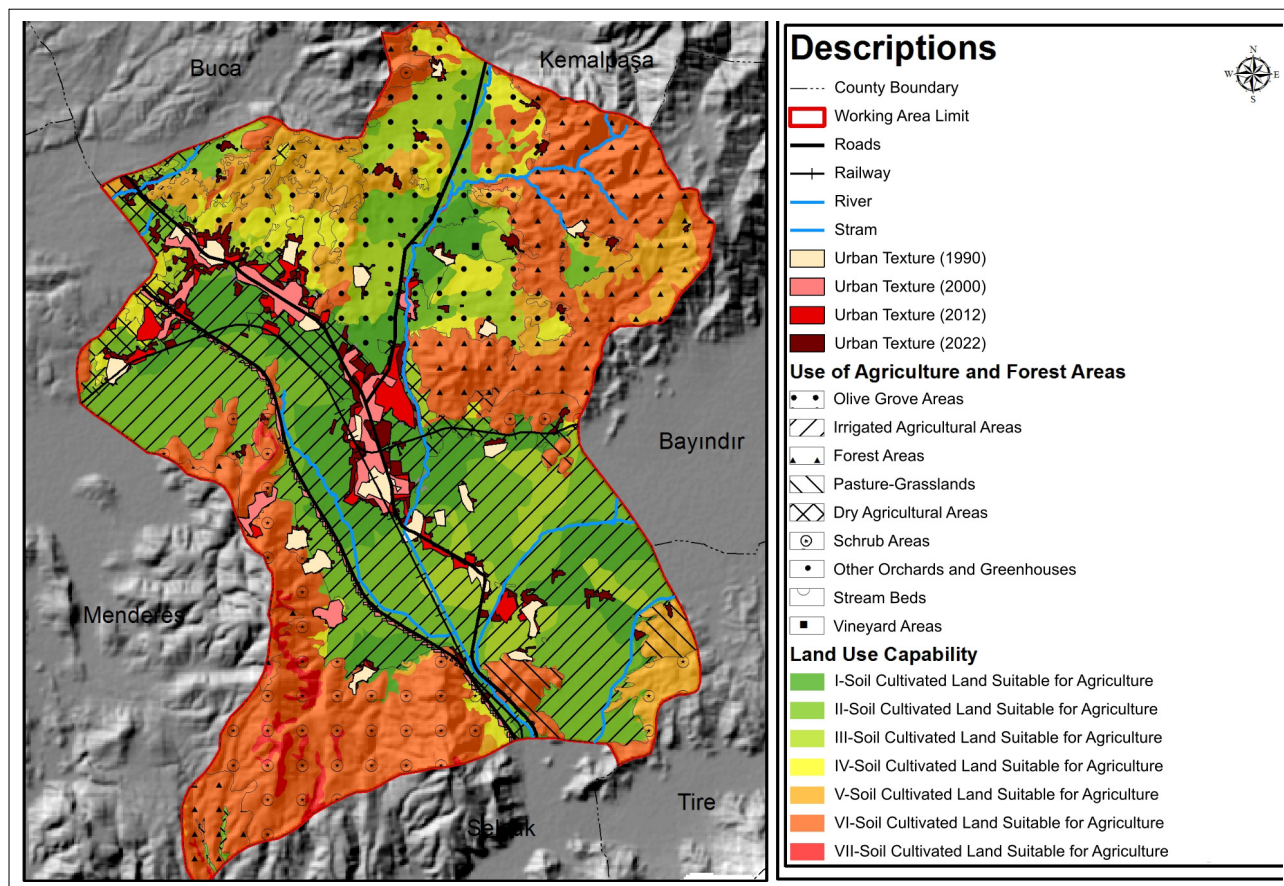 Buca
Kemalpaşa
Bayındır
Menderes
Tire
Selçuk
Descriptions
N
W E
S
County Boundary
Working Area Limit
Roads
Railway
River
Stram
Urban Texture (1990)
Urban Texture (2000)
Urban Texture (2012)
Urban Texture (2022)
Use of Agriculture and Forest Areas
Olive Grove Areas
Irrigated Agricultural Areas
Forest Areas
Pasture-Grasslands
Dry Agricultural Areas
Schrub Areas
Other Orchards and Greenhouses
Stream Beds
Vineyard Areas
Land Use Capability
I-Soil Cultivated Land Suitable for Agriculture
II-Soil Cultivated Land Suitable for Agriculture
III-Soil Cultivated Land Suitable for Agriculture
IV-Soil Cultivated Land Suitable for Agriculture
V-Soil Cultivated Land Suitable for Agriculture
VI-Soil Cultivated Land Suitable for Agriculture
VII-Soil Cultivated Land Suitable for Agriculture